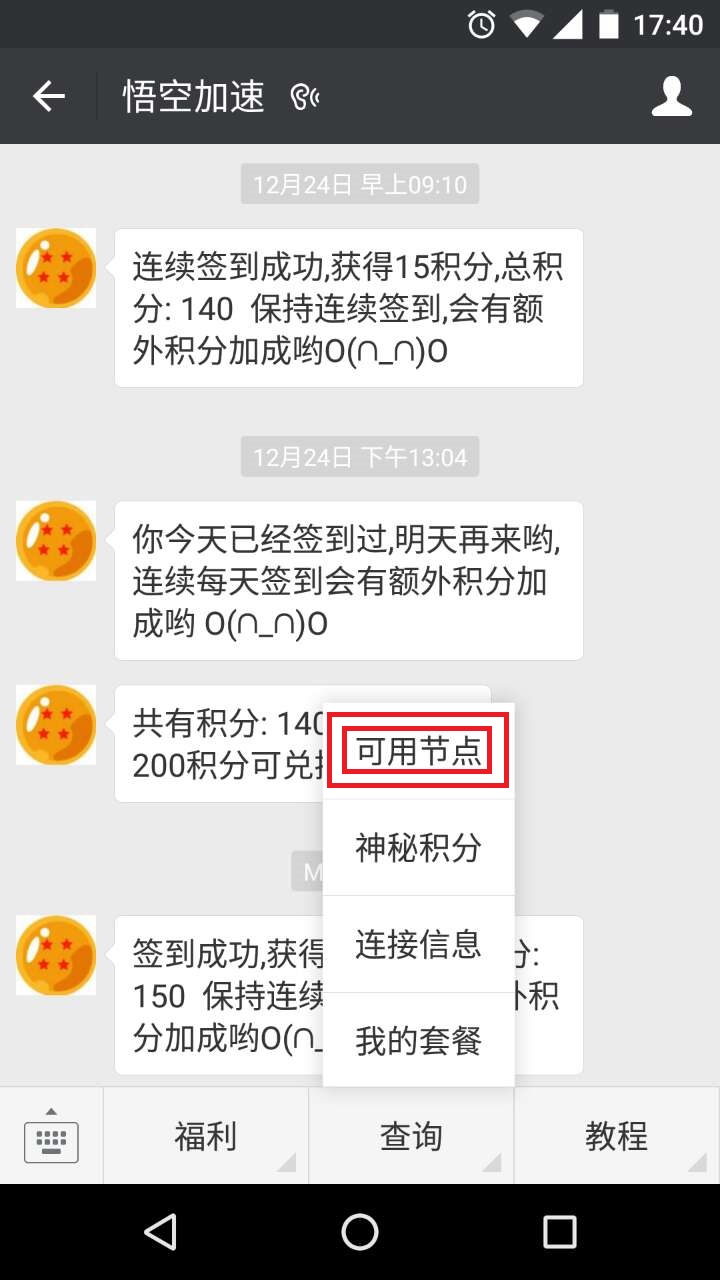 17:40
悟空加速
12月24日 早上09:10
连续签到成功,获得15积分,总积
分: 140  保持连续签到,会有额
外积分加成哟O(∩_∩)O
12月24日 下午13:04
你今天已经签到过,明天再来哟,
连续每天签到会有额外积分加
成哟 O(∩_∩)O
共有积分: 140
200积分可兑
可用节点
神秘积分
连接信息
我的套餐
M
签到成功,获得 分:
150  保持连续 外积
分加成哟O(∩_
福利
查询
教程